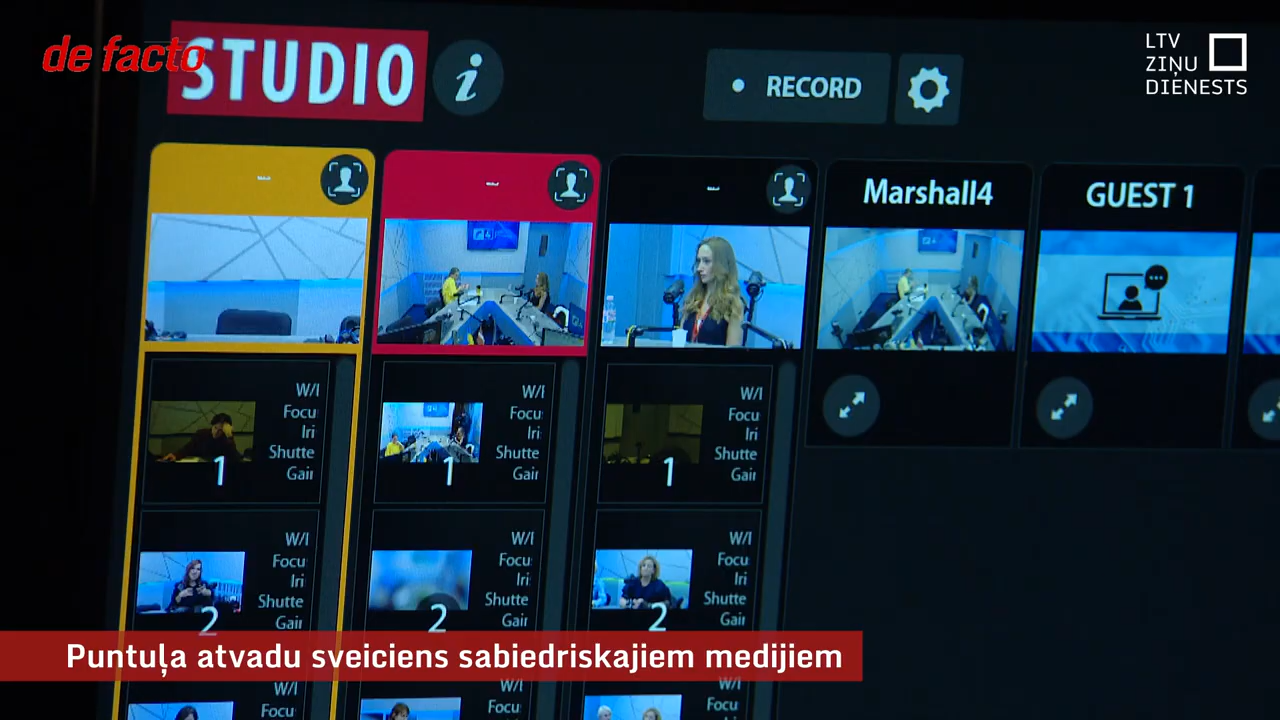 de facto
STUDIO
i
RECORD
LTV
ZIŅU
DIENESTS
Marshall4
GUEST 1
4
W/
Focu
Iri
Shutte
Gair
1
W/
Focu
Iri
Shutte
Gair
1
W/
Focu
Iri
Shutte
Gair
1
W/
Focu
Iri
Shutte
Gair
2
W/
Focu
Iri
Shutte
Gair
2
W/
Focu
Iri
Shutte
Gair
2
Puntuļa atvadu sveiciens sabiedriskajiem medijiem
W/
Focu
W/
Focu
W/
Focu